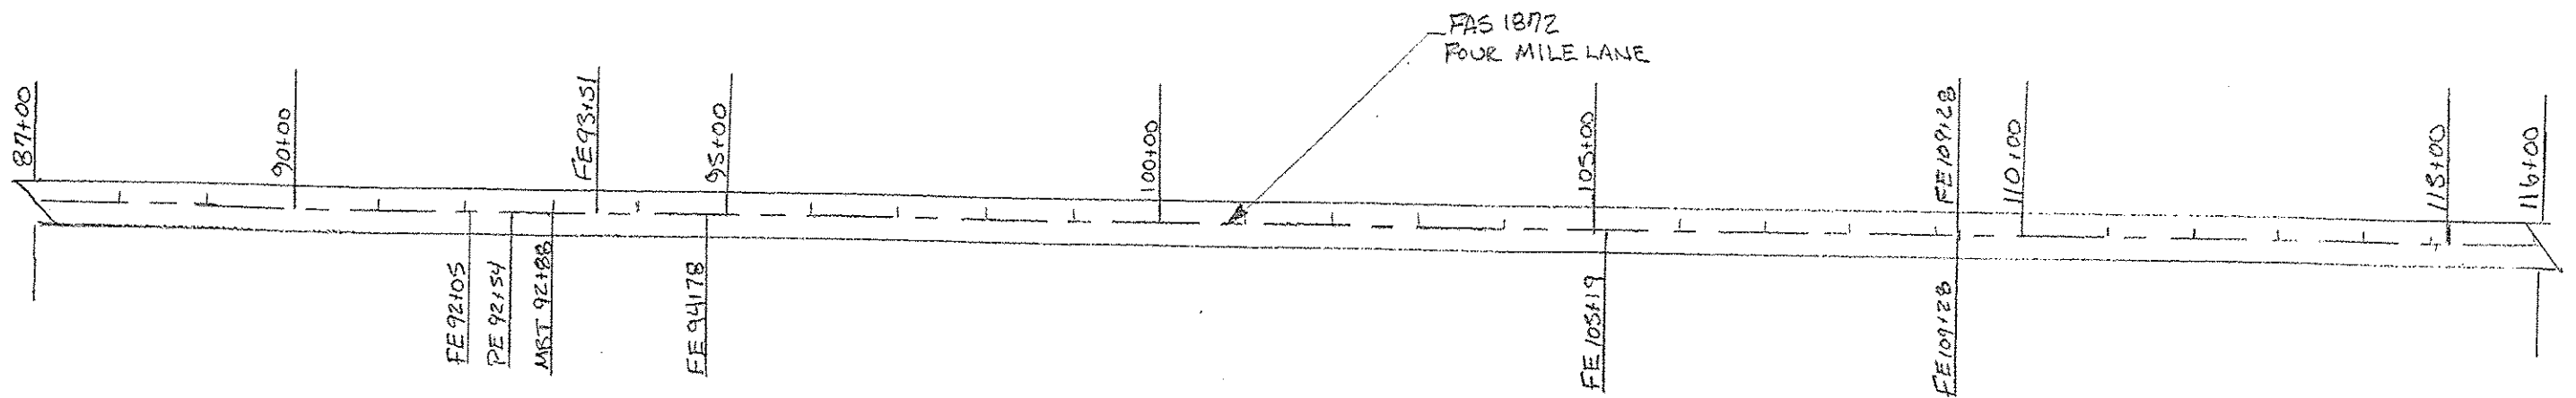 FAS 1872
FOUR MILE LANE
87+00
90+00
FE 93+51
95+00
100+00
105+00
FE 109+28
110+00
115+00
116+00
FE 92+05
PE 92+54
MBT 92+88
FE 94+78
FE 105+19
FE 109+28